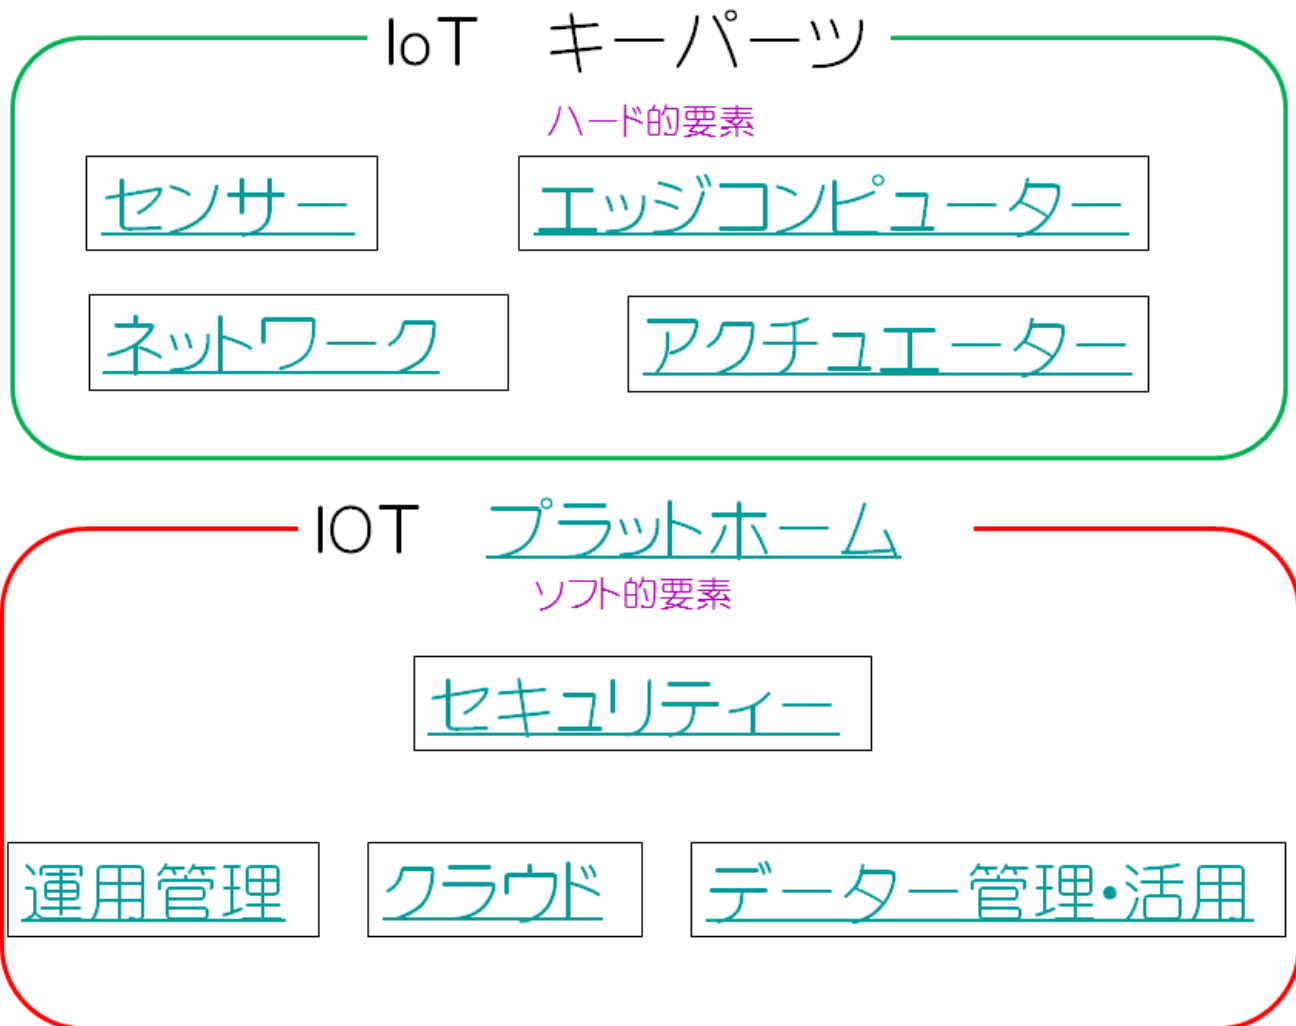 IoT キーパーツ
ハード的要素
センサー エッジコンピューター
ネットワーク アクチュエーター
IOT プラットホーム
ソフト的要素
セキュリティー
運用管理 クラウド データー管理・活用